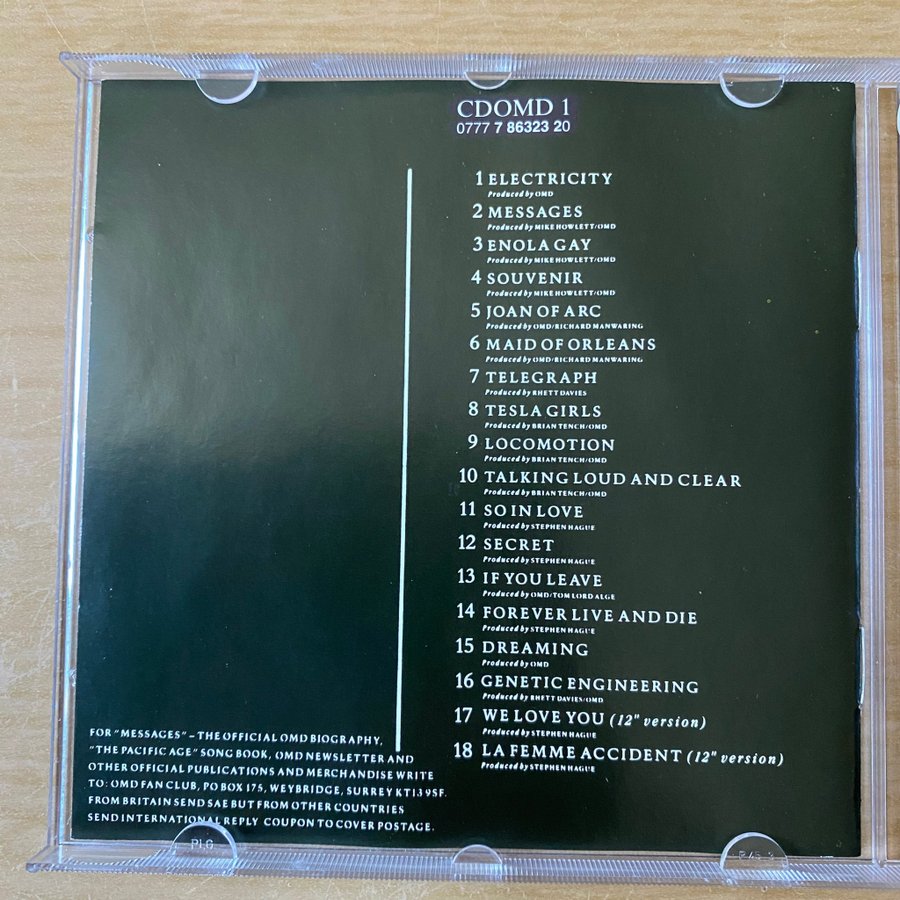 CDOMD 1
0777 7 86323 20
1 ELECTRICITY
Produced by OMD
2 MESSAGES
Produced by MIKE HOWLETT/OMD
3 ENOLA GAY
Produced by MIKE HOWLETT/OMD
4 SOUVENIR
Produced by MIKE HOWLETT/OMD
5 JOAN OF ARC
Produced by OMD/RICHARD MANWARING
6 MAID OF ORLEANS
Produced by OMD/RICHARD MANWARING
7 TELEGRAPH
Produced by RHETT DAVIES
8 TESLA GIRLS
Produced by BRIAN TENCH/OMD
9 LOCOMOTION
Produced by BRIAN TENCH/OMD
10 TALKING LOUD AND CLEAR
Produced by BRIAN TENCH/OMD
11 SO IN LOVE
Produced by STEPHEN HAGUE
12 SECRET
Produced by STEPHEN HAGUE
13 IF YOU LEAVE
Produced by OMD/TOM LORD ALGE
14 FOREVER LIVE AND DIE
Produced by STEPHEN HAGUE
15 DREAMING
Produced by OMD
16 GENETIC ENGINEERING
Produced by RHETT DAVIES/OMD
17 WE LOVE YOU (12" version)
Produced by STEPHEN HAGUE
18 LA FEMME ACCIDENT (12" version)
Produced by STEPHEN HAGUE
FOR "MESSAGES" – THE OFFICIAL OMD BIOGRAPHY,
"THE PACIFIC AGE" SONG BOOK, OMD NEWSLETTER AND
OTHER OFFICIAL PUBLICATIONS AND MERCHANDISE WRITE
TO: OMD FAN CLUB, PO BOX 175, WEYBRIDGE, SURREY KT13 9SF.
FROM BRITAIN SEND SAE BUT FROM OTHER COUNTRIES
SEND INTERNATIONAL REPLY COUPON TO COVER POSTAGE.